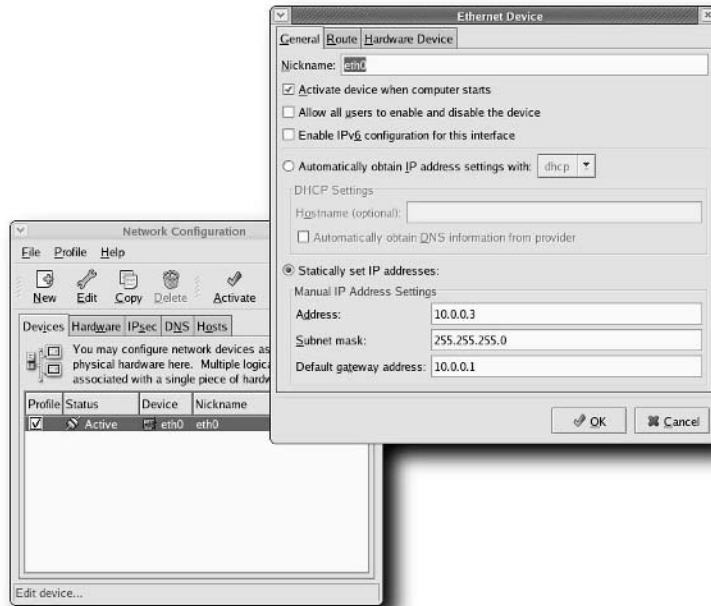 Ethernet Device
General Route Hardware Device
Nickname: eth0
Activate device when computer starts
Allow all users to enable and disable the device
Enable IPv6 configuration for this interface
Automatically obtain IP address settings with: dhcp
DHCP Settings
Hostname (optional):
Automatically obtain DNS information from provider
Statically set IP addresses:
Manual IP Address Settings
Address: 10.0.0.3
Subnet mask: 255.255.255.0
Default gateway address: 10.0.0.1
OK Cancel
Network Configuration
File Profile Help
New Edit Copy Delete Activate
Devices Hardware IPsec DNS Hosts
You may configure network devices as
physical hardware here. Multiple logica
associated with a single piece of hardw
Profile Status Device Nickname
Active eth0 eth0
Edit device...